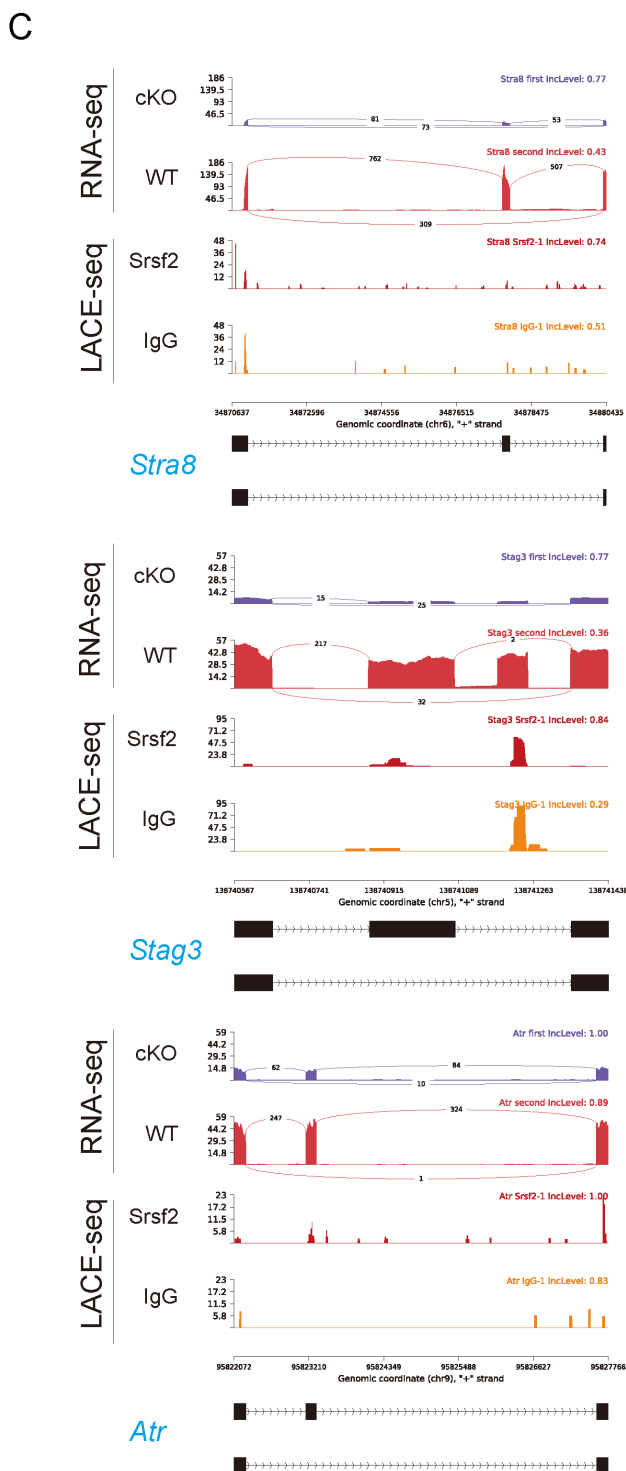 C
RNA-seq
cKO
186
139.5
93
46.5
Stra8 first IncLevel: 0.77
81
53
73
WT
186
139.5
93
46.5
Stra8 second IncLevel: 0.43
762
507
309
LACE-seq
Srsf2
48
36
24
12
Stra8 Srsf2-1 IncLevel: 0.74
IgG
48
36
24
12
Stra8 IgG-1 IncLevel: 0.51
34870637 34872596 34874556 34876515 34878475 34880435
Genomic coordinate (chr6), "+" strand
Stra8
RNA-seq
cKO
57
42.8
28.5
14.2
Stag3 first IncLevel: 0.77
15
25
WT
57
42.8
28.5
14.2
Stag3 second IncLevel: 0.36
217
2
32
LACE-seq
Srsf2
95
71.2
47.5
23.8
Stag3 Srsf2-1 IncLevel: 0.84
IgG
95
71.2
47.5
23.8
Stag3 IgG-1 IncLevel: 0.29
138740567 138740741 138740915 138741089 138741263 138741438
Genomic coordinate (chr5), "+" strand
Stag3
RNA-seq
cKO
59
44.2
29.5
14.8
Atr first IncLevel: 1.00
62
84
10
WT
59
44.2
29.5
14.8
Atr second IncLevel: 0.89
247
324
1
LACE-seq
Srsf2
23
17.2
11.5
5.8
Atr Srsf2-1 IncLevel: 1.00
IgG
23
17.2
11.5
5.8
Atr IgG-1 IncLevel: 0.83
95822072 95823210 95824349 95825488 95826627 95827766
Genomic coordinate (chr9), "+" strand
Atr